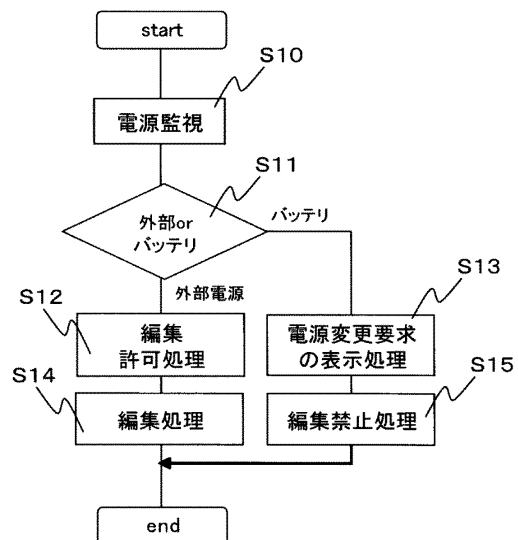 start
S10
電源監視
S11
外部or
バッテリ
バッテリ
外部電源
S12
編集
許可処理
S13
電源変更要求
の表示処理
S14
編集処理
S15
編集禁止処理
end